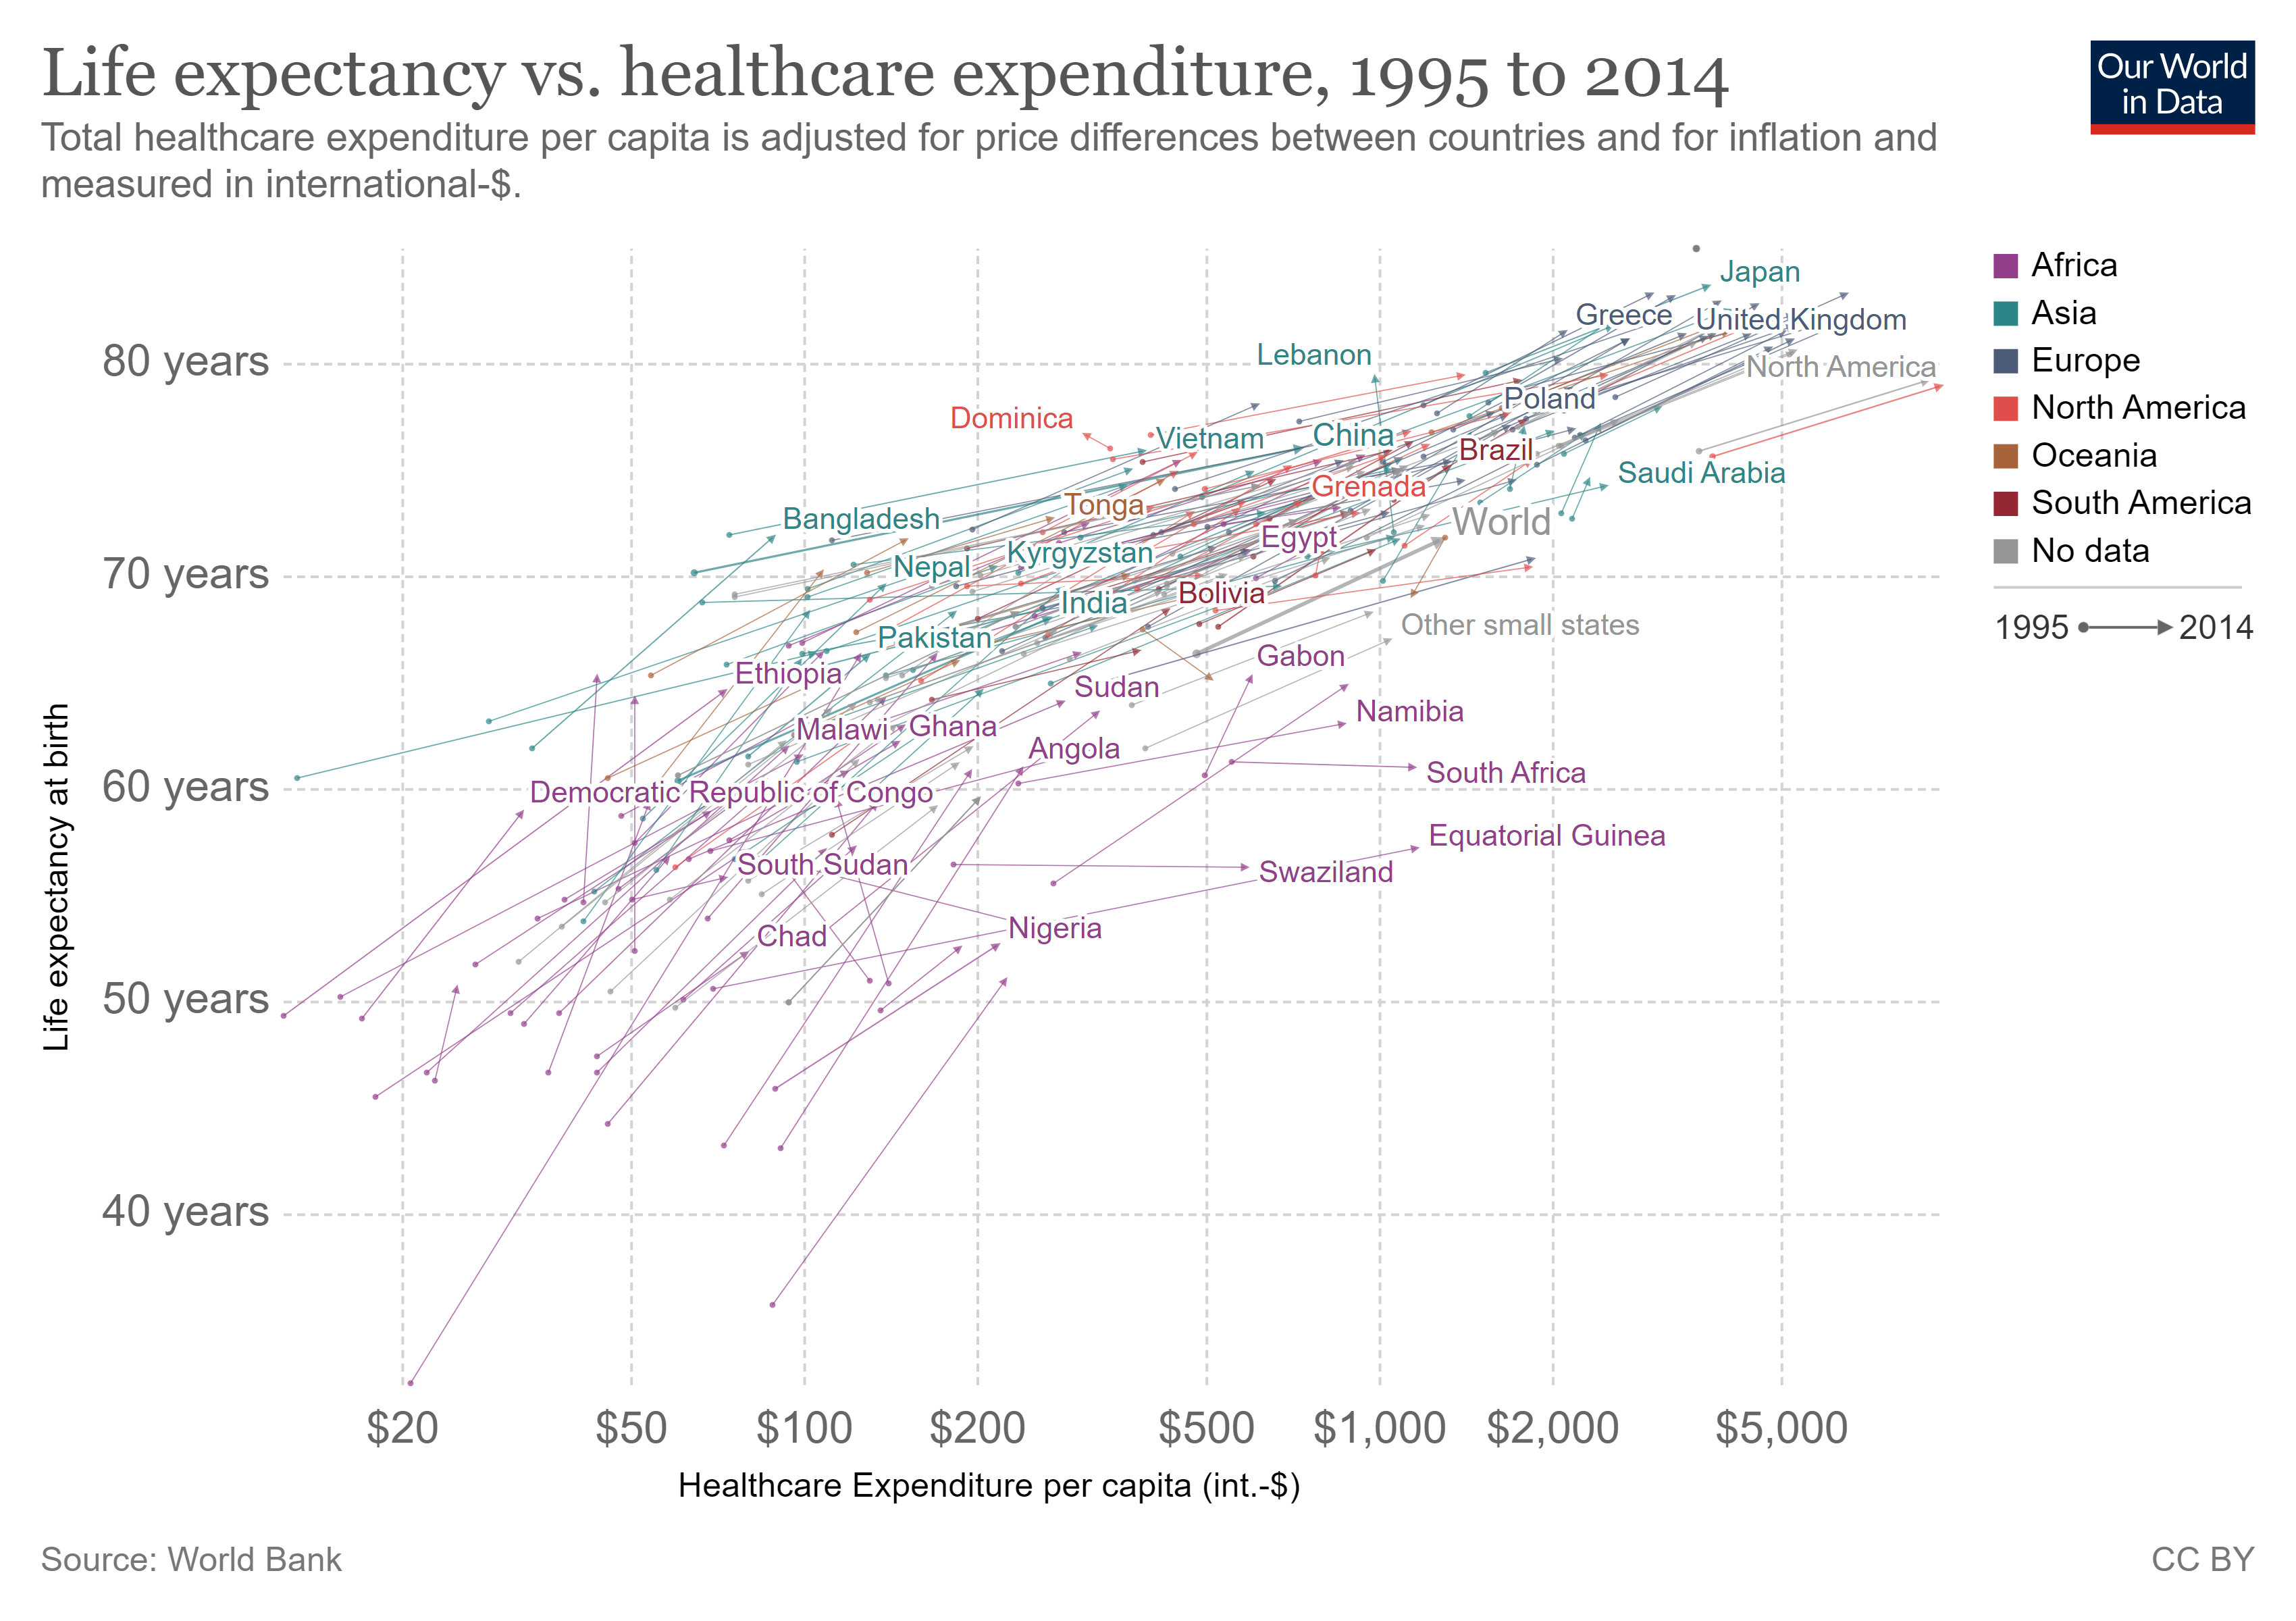 Life expectancy vs. healthcare expenditure, 1995 to 2014
Total healthcare expenditure per capita is adjusted for price differences between countries and for inflation and
measured in international-$.
Our World
in Data
Africa
Asia
Europe
North America
Oceania
South America
No data
1995 2014
Life expectancy at birth
80 years
70 years
60 years
50 years
40 years
Japan
Greece
United Kingdom
Lebanon
North America
Poland
Dominica
Vietnam
China
Brazil
Saudi Arabia
Grenada
Tonga
Bangladesh
World
Egypt
Kyrgyzstan
Nepal
Bolivia
India
Other small states
Pakistan
Gabon
Ethiopia
Sudan
Namibia
Malawi
Ghana
Angola
South Africa
Democratic Republic of Congo
Equatorial Guinea
South Sudan
Swaziland
Nigeria
Chad
$20
$50
$100
$200
$500
$1,000
$2,000
$5,000
Healthcare Expenditure per capita (int.-$)
Source: World Bank
CC BY